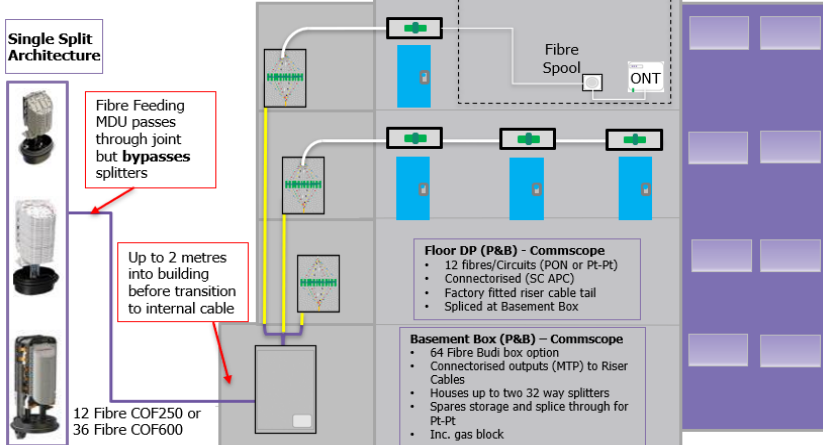 Single Split
Architecture
Fibre Feeding
MDU passes
through joint
but bypasses
splitters
Up to 2 metres
into building
before transition
to internal cable
12 Fibre COF250 or
36 Fibre COF600
Fibre
Spool
ONT
Floor DP (P&B) - Commscope
• 12 fibres/Circuits (PON or Pt-Pt)
• Connectorised (SC APC)
• Factory fitted riser cable tail
• Spliced at Basement Box
Basement Box (P&B) – Commscope
• 64 Fibre Budi box option
• Connectorised outputs (MTP) to Riser
Cables
• Houses up to two 32 way splitters
• Spares storage and splice through for
Pt-Pt
• Inc. gas block